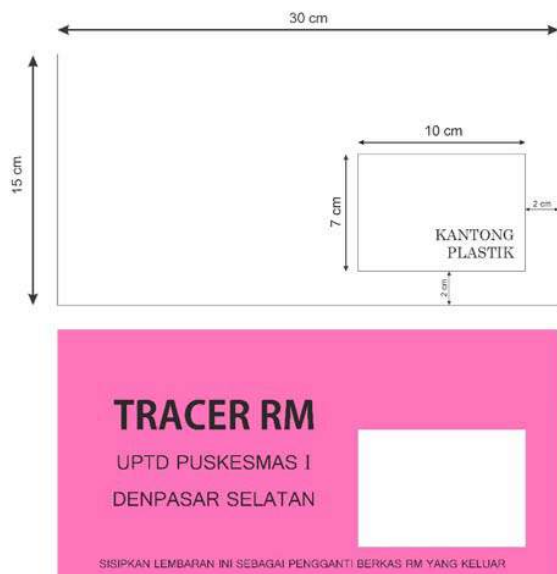 30 cm
15 cm
10 cm
7 cm
2 cm
KANTONG
PLASTIK
2 cm
TRACER RM
UPTD PUSKESMAS I
DENPASAR SELATAN
SISIPKAN LEMBARAN INI SEBAGAI PENGGANTI BERKAS RM YANG KELUAR